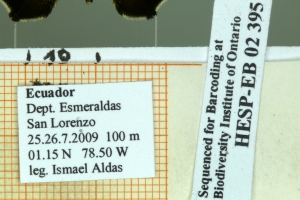 10
Ecuador
Dept. Esmeraldas
San Lorenzo
25.26.7.2009 100 m
01.15 N 78.50 W
leg. Ismael Aldas
Sequenced for Barcoding at
Biodiversity Institute of Ontario
HESP-EB 02 395